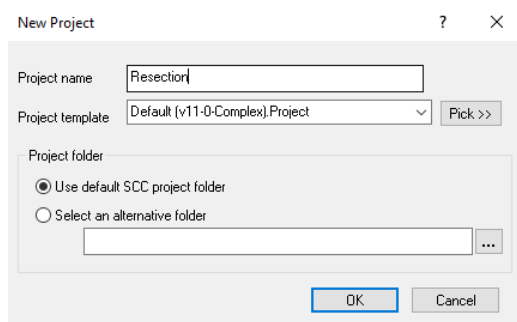 New Project
Project name Resection
Project template Default (v11-0-Complex).Project Pick >>
Project folder
Use default SCC project folder
Select an alternative folder
...
OK Cancel